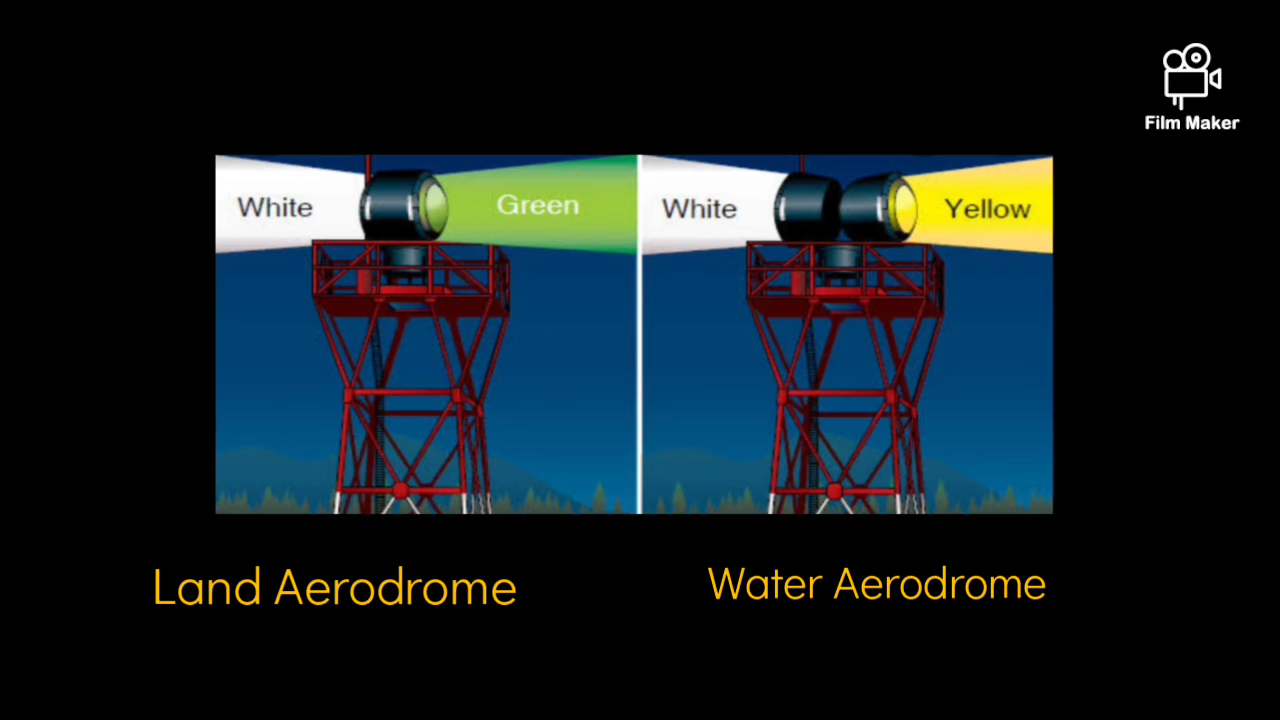 Film Maker
White
Green
White
Yellow
Land Aerodrome
Water Aerodrome